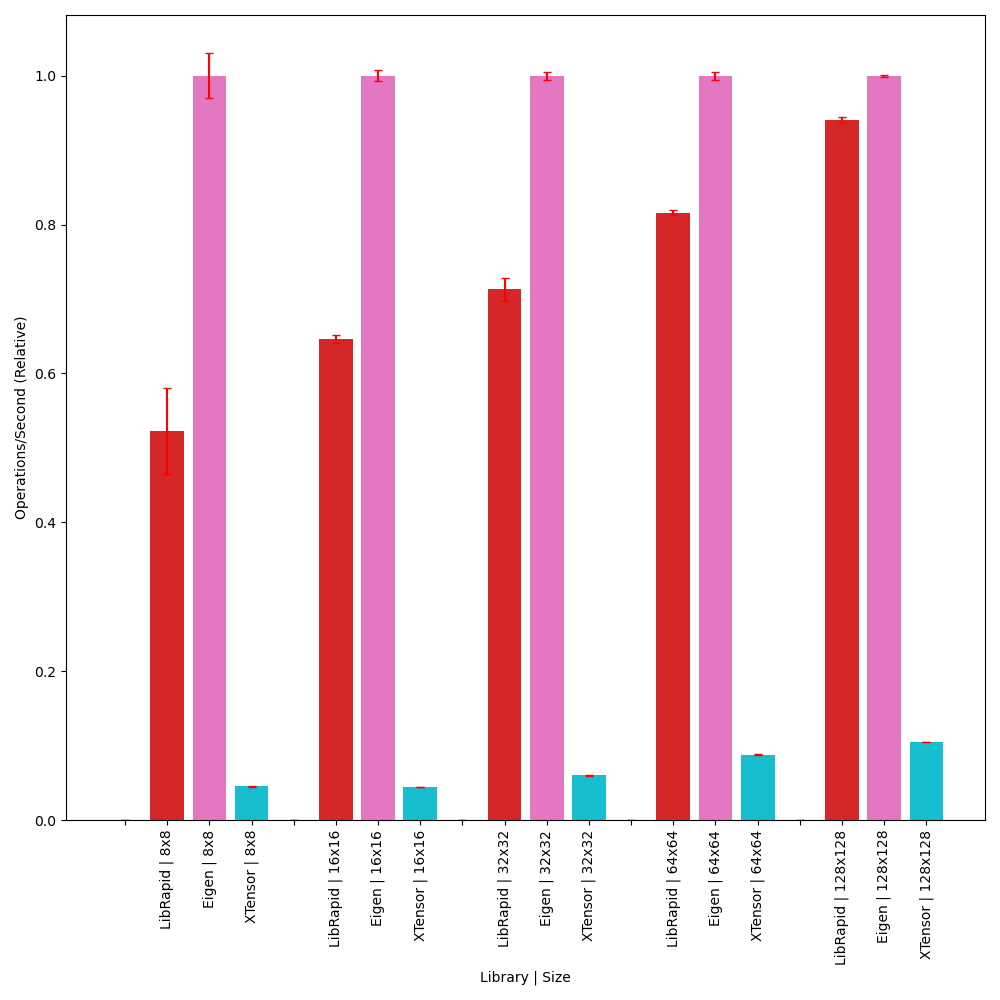 1.0
0.8
0.6
0.4
0.2
0.0
Operations/Second (Relative)
LibRapid | 8x8
Eigen | 8x8
XTensor | 8x8
LibRapid | 16x16
Eigen | 16x16
XTensor | 16x16
LibRapid | 32x32
Eigen | 32x32
XTensor | 32x32
LibRapid | 64x64
Eigen | 64x64
XTensor | 64x64
LibRapid | 128x128
Eigen | 128x128
XTensor | 128x128
Library | Size